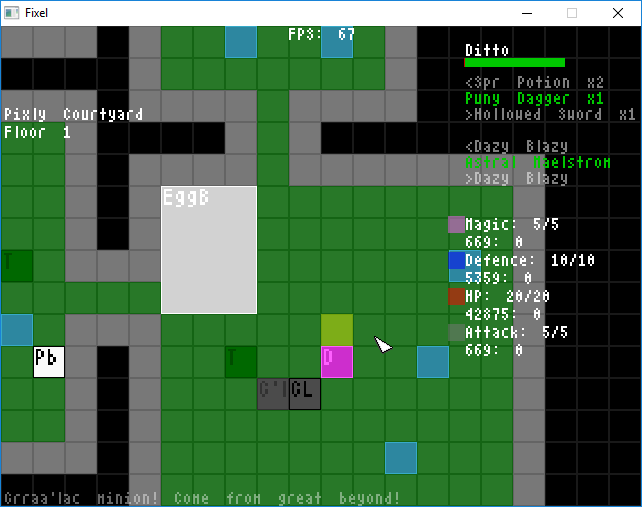 Fixel
FPS: 67
Ditto
<3pr Potion x2
Puny Dagger x1
>Hollowed Sword x1
Pixly Courtyard
Floor 1
<Dazy Blazy
Astral Maelstrom
>Dazy Blazy
EggB
Magic: 5/5
669: 0
Defence: 10/10
5359: 0
HP: 20/20
42875: 0
Attack: 5/5
669: 0
T
Pb
T
D
G'l
GL
Grraa'lac minion! Come from great beyond!